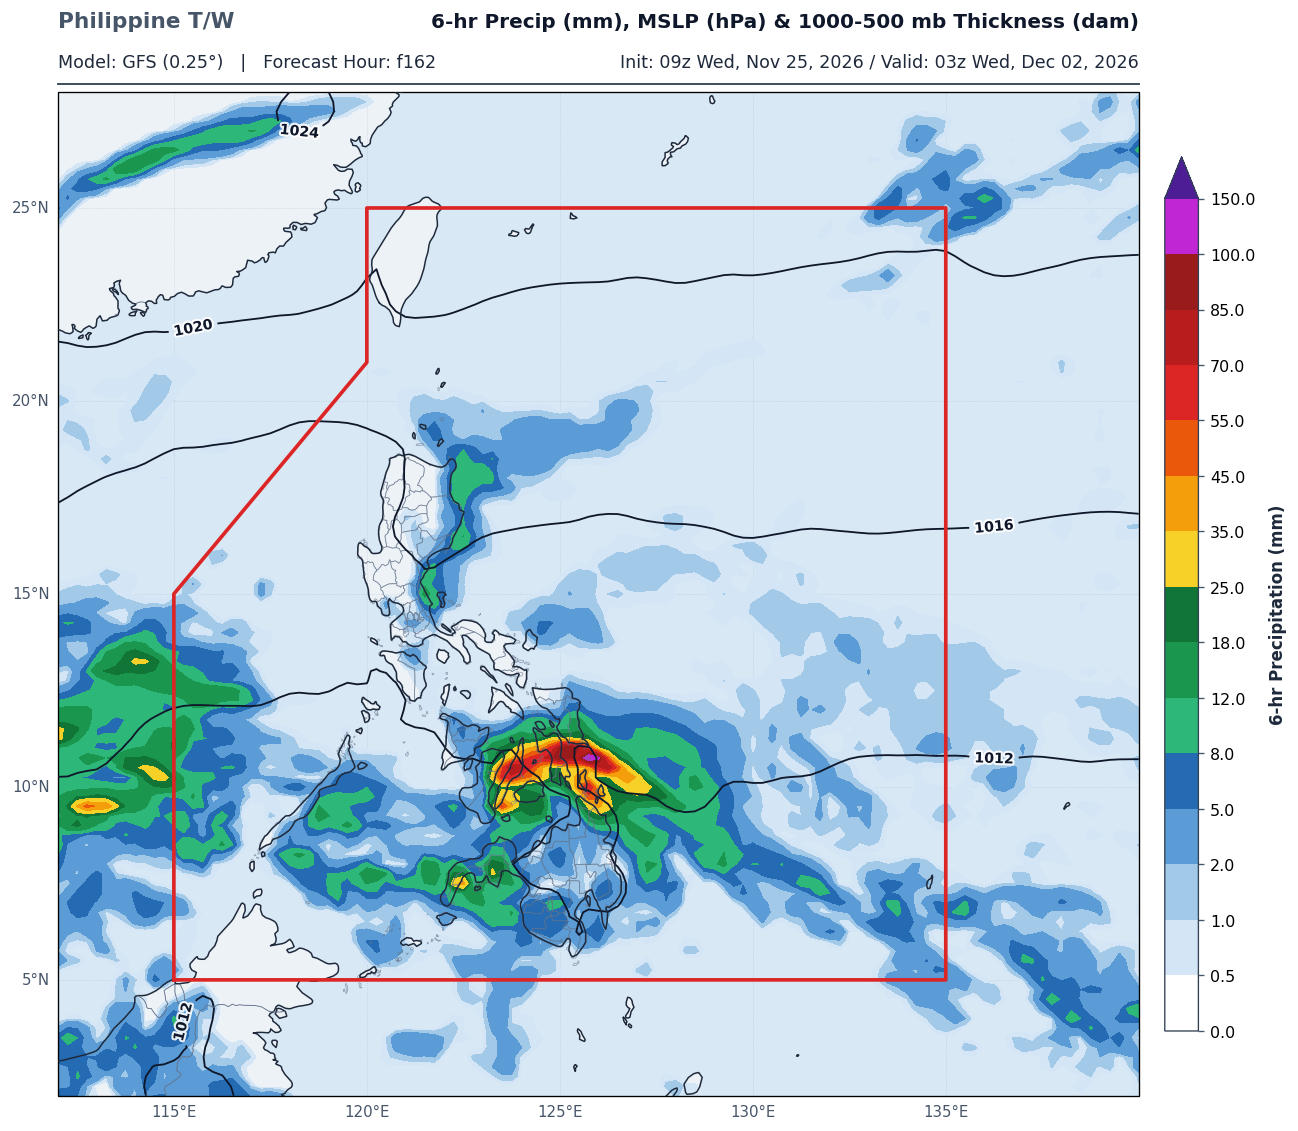 Philippine T/W
6-hr Precip (mm), MSLP (hPa) & 1000-500 mb Thickness (dam)
Model: GFS (0.25°) | Forecast Hour: f162
Init: 09z Wed, Nov 25, 2026 / Valid: 03z Wed, Dec 02, 2026
1024
25°N
1020
20°N
1016
15°N
1012
10°N
5°N
1012
115°E
120°E
125°E
130°E
135°E
150.0
100.0
85.0
70.0
55.0
45.0
35.0
25.0
18.0
12.0
8.0
5.0
2.0
1.0
0.5
0.0
6-hr Precipitation (mm)